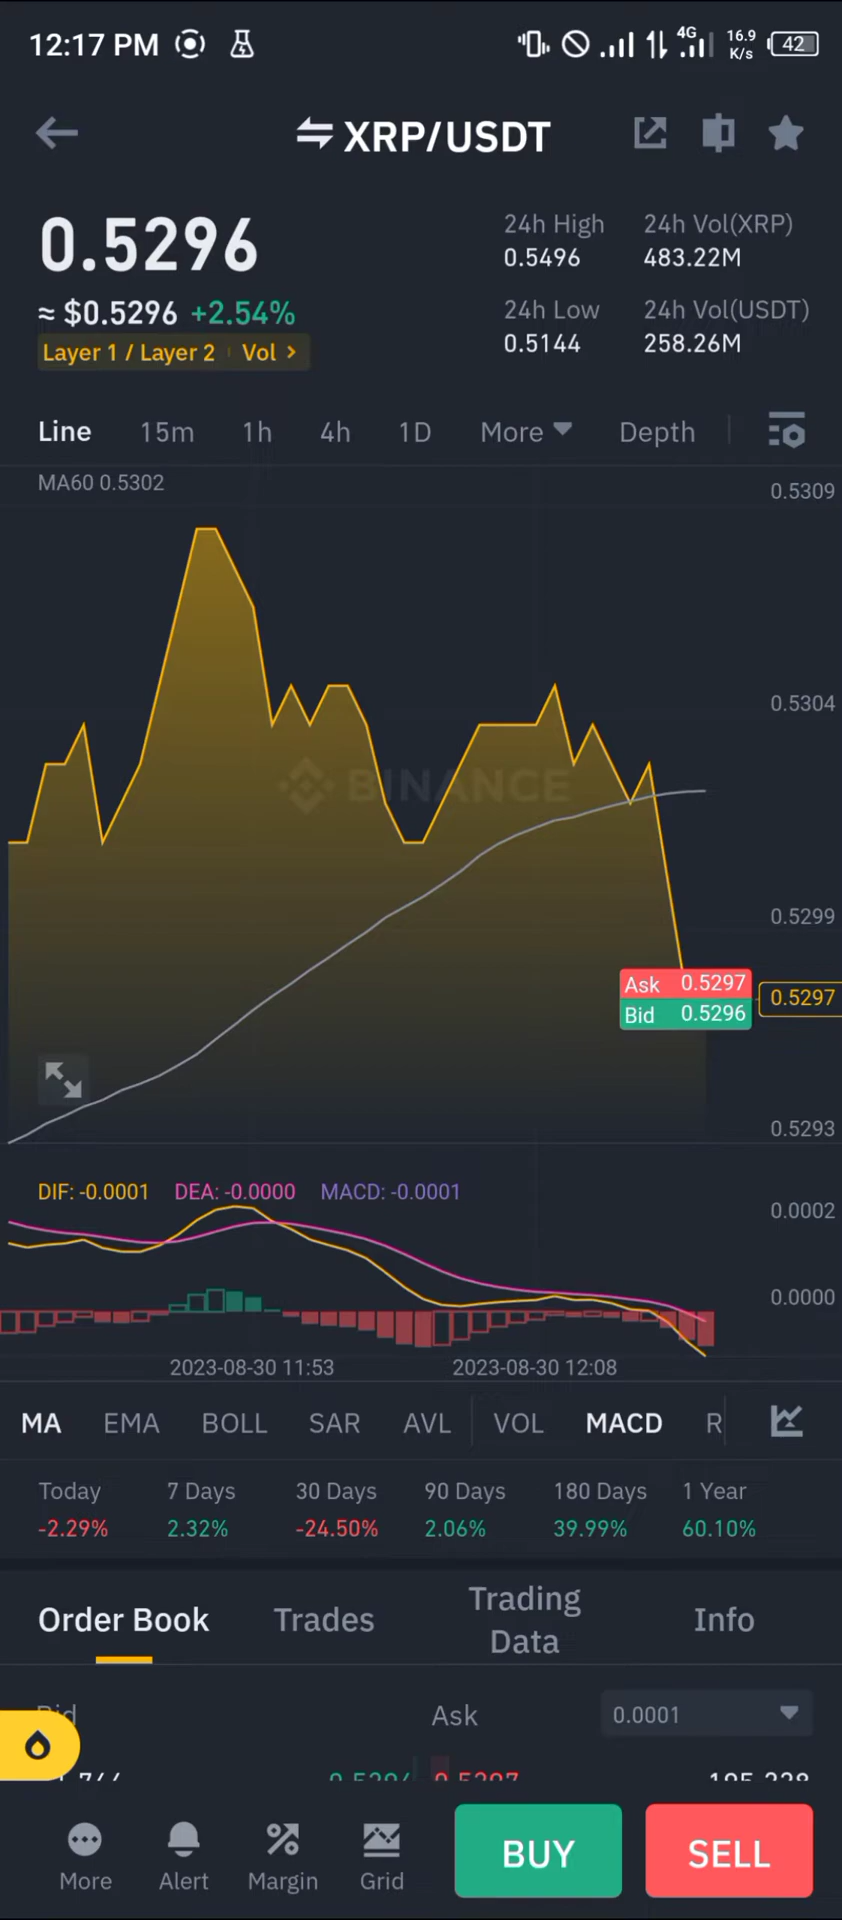 12:17 PM
4G
16.9
K/s
42
XRP/USDT
0.5296
≈ $0.5296 +2.54%
Layer 1 / Layer 2 Vol >
24h High
0.5496
24h Vol(XRP)
483.22M
24h Low
0.5144
24h Vol(USDT)
258.26M
Line 15m 1h 4h 1D More Depth
MA60 0.5302
0.5309
0.5304
BINANCE
0.5299
Ask 0.5297
0.5297
Bid 0.5296
0.5293
DIF: -0.0001 DEA: -0.0000 MACD: -0.0001
0.0002
0.0000
2023-08-30 11:53 2023-08-30 12:08
MA EMA BOLL SAR AVL VOL MACD R
Today 7 Days 30 Days 90 Days 180 Days 1 Year
-2.29% 2.32% -24.50% 2.06% 39.99% 60.10%
Order Book Trades Trading Data Info
Bid Ask 0.0001
More Alert Margin Grid BUY SELL